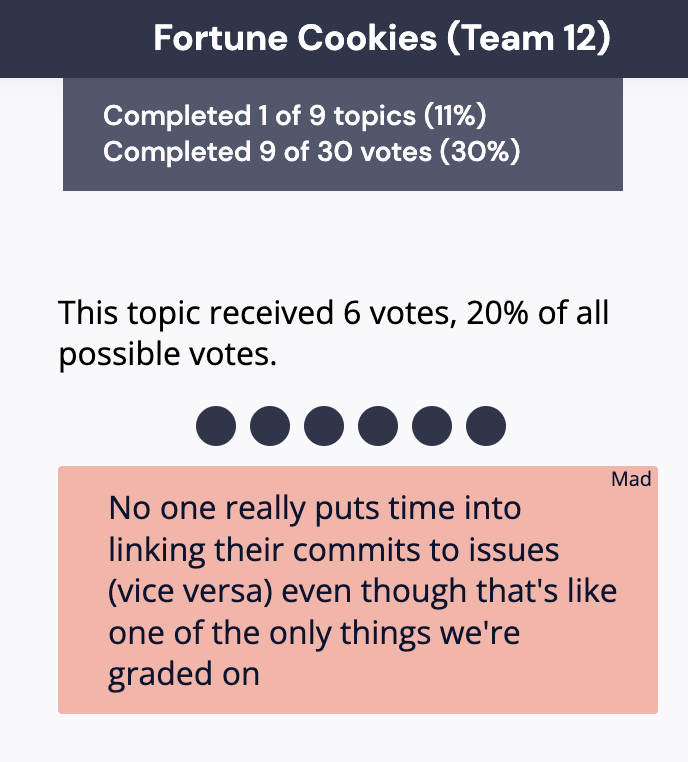 Fortune Cookies (Team 12)
Completed 1 of 9 topics (11%)
Completed 9 of 30 votes (30%)
This topic received 6 votes, 20% of all
possible votes.
Mad
No one really puts time into
linking their commits to issues
(vice versa) even though that's like
one of the only things we're
graded on